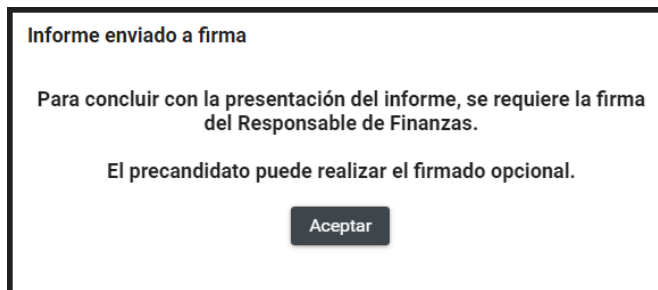 Informe enviado a firma
Para concluir con la presentación del informe, se requiere la firma
del Responsable de Finanzas.
El precandidato puede realizar el firmado opcional.
Aceptar